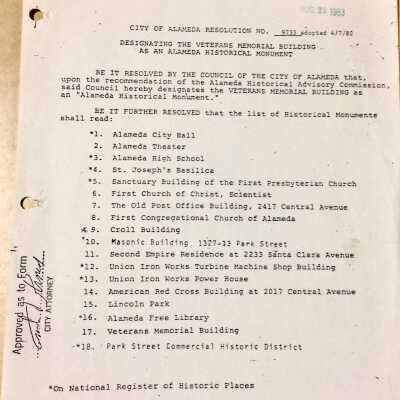 AUG 23 1983
CITY OF ALAMEDA RESOLUTION NO. 9733 adopted 4/7/82
DESIGNATING THE VETERANS MEMORIAL BUILDING
AS AN ALAMEDA HISTORICAL MONUMENT
BE IT RESOLVED BY THE COUNCIL OF THE CITY OF ALAMEDA that,
upon the recommendation of the Alameda Historical Advisory Commission,
said Council hereby designates the VETERANS MEMORIAL BUILDING as
an "Alameda Historical Monument."
BE IT FURTHER RESOLVED that the list of Historical Monuments
shall read:
*1. Alameda City Hall
2. Alameda Theater
*3. Alameda High School
*4. St. Joseph's Basilica
*5. Sanctuary Building of the First Presbyterian Church
6. First Church of Christ, Scientist
7. The Old Post Office Building, 2417 Central Avenue
8. First Congregational Church of Alameda
* 9. Croll Building
*10. Masonic Building 1327-33 Park Street
11. Second Empire Residence at 2233 Santa Clara Avenue
*12. Union Iron Works Turbine Machine Shop Building
*13. Union Iron Works Power House
14. American Red Cross Building at 2017 Central Avenue
15. Lincoln Park
*16. Alameda Free Library
17. Veterans Memorial Building
*18. Park Street Commercial Historic District
*On National Register of Historic Places
Approved as to Form
CITY ATTORNEY